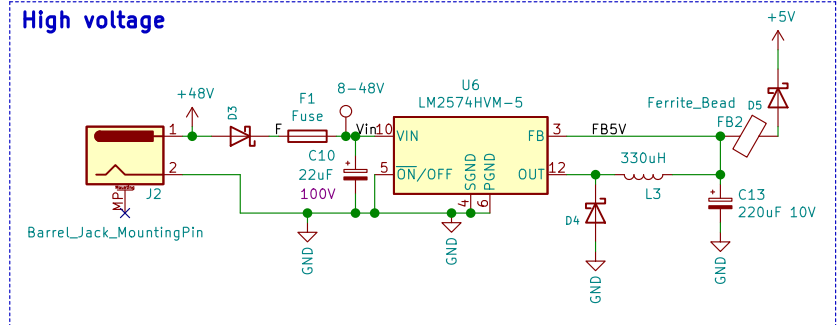 High voltage
+5V
+48V
D3
F
F1
Fuse
8-48V
Vin
U6
LM2574HVM-5
Ferrite_Bead
D5
FB2
1
2
J2
Mounting
MP
Barrel_Jack_MountingPin
C10
22uF
100V
10
VIN
5
ON/OFF
SGND
PGND
4
6
FB
3
FB5V
OUT
12
330uH
L3
D4
C13
220uF 10V
GND
GND
GND
GND